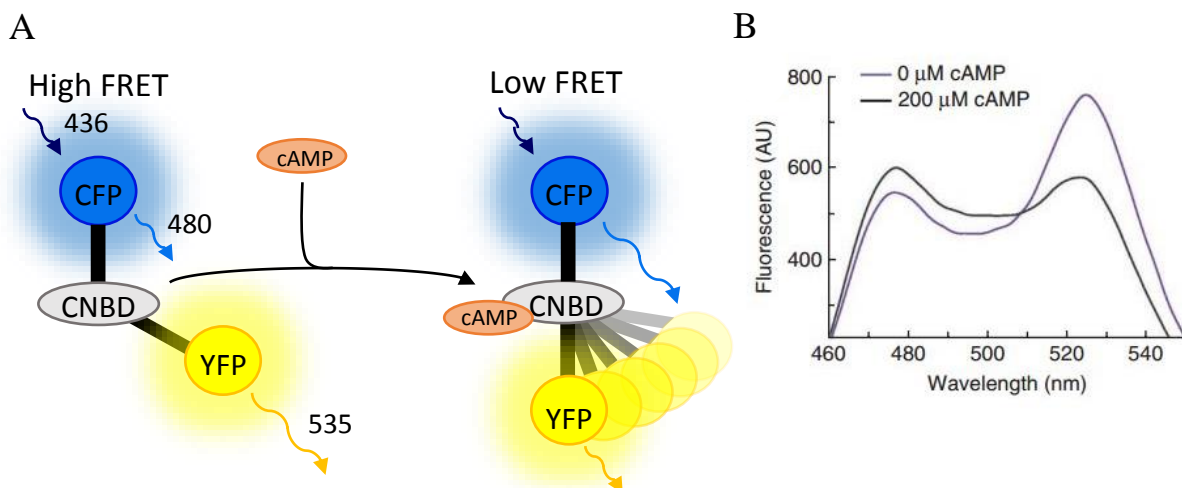 A
High FRET
436
CFP
480
CNBD
YFP
535
cAMP
Low FRET
CFP
CNBD
cAMP
YFP
B
0 μM cAMP
200 μM cAMP
Fluorescence (AU)
800
600
400
460 480 500 520 540
Wavelength (nm)